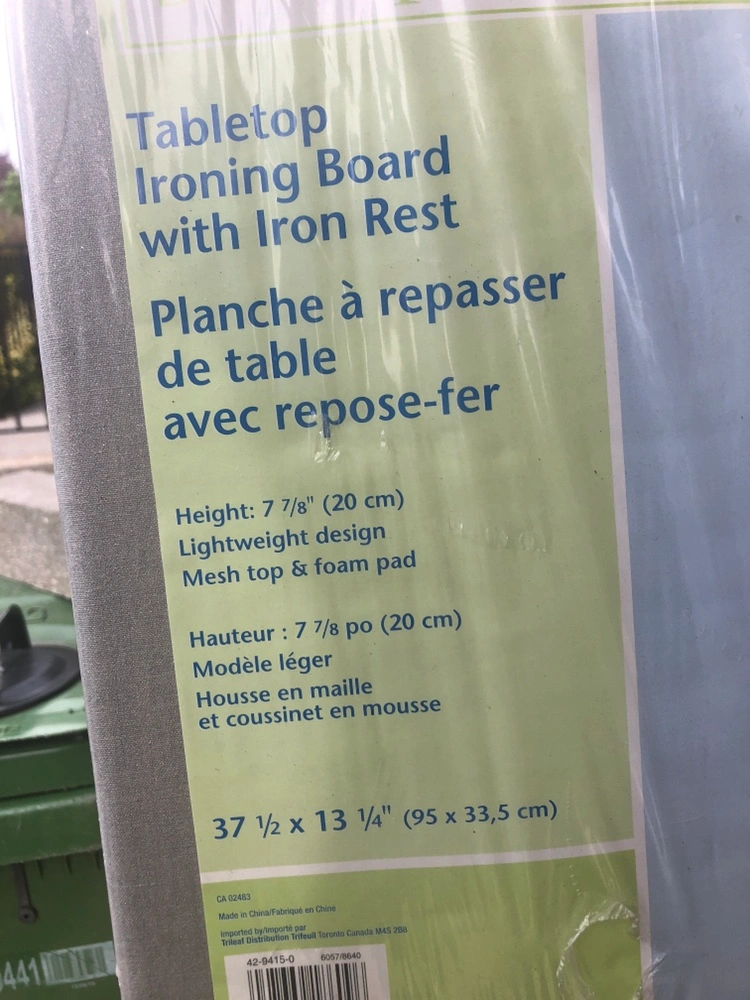 Tabletop
Ironing Board
with Iron Rest
Planche à repasser
de table
avec repose-fer
Height: 7 7/8" (20 cm)
Lightweight design
Mesh top & foam pad
Hauteur : 7 7/8 po (20 cm)
Modèle léger
Housse en maille
et coussinet en mousse
37 ½ x 13 ¼" (95 x 33,5 cm)
CA 02483
Made in China/Fabriqué en Chine
Imported by/Importé par
Trileaf Distribution Trifeuil Toronto Canada M4S 2B8
42-9415-0 6057/8640
441